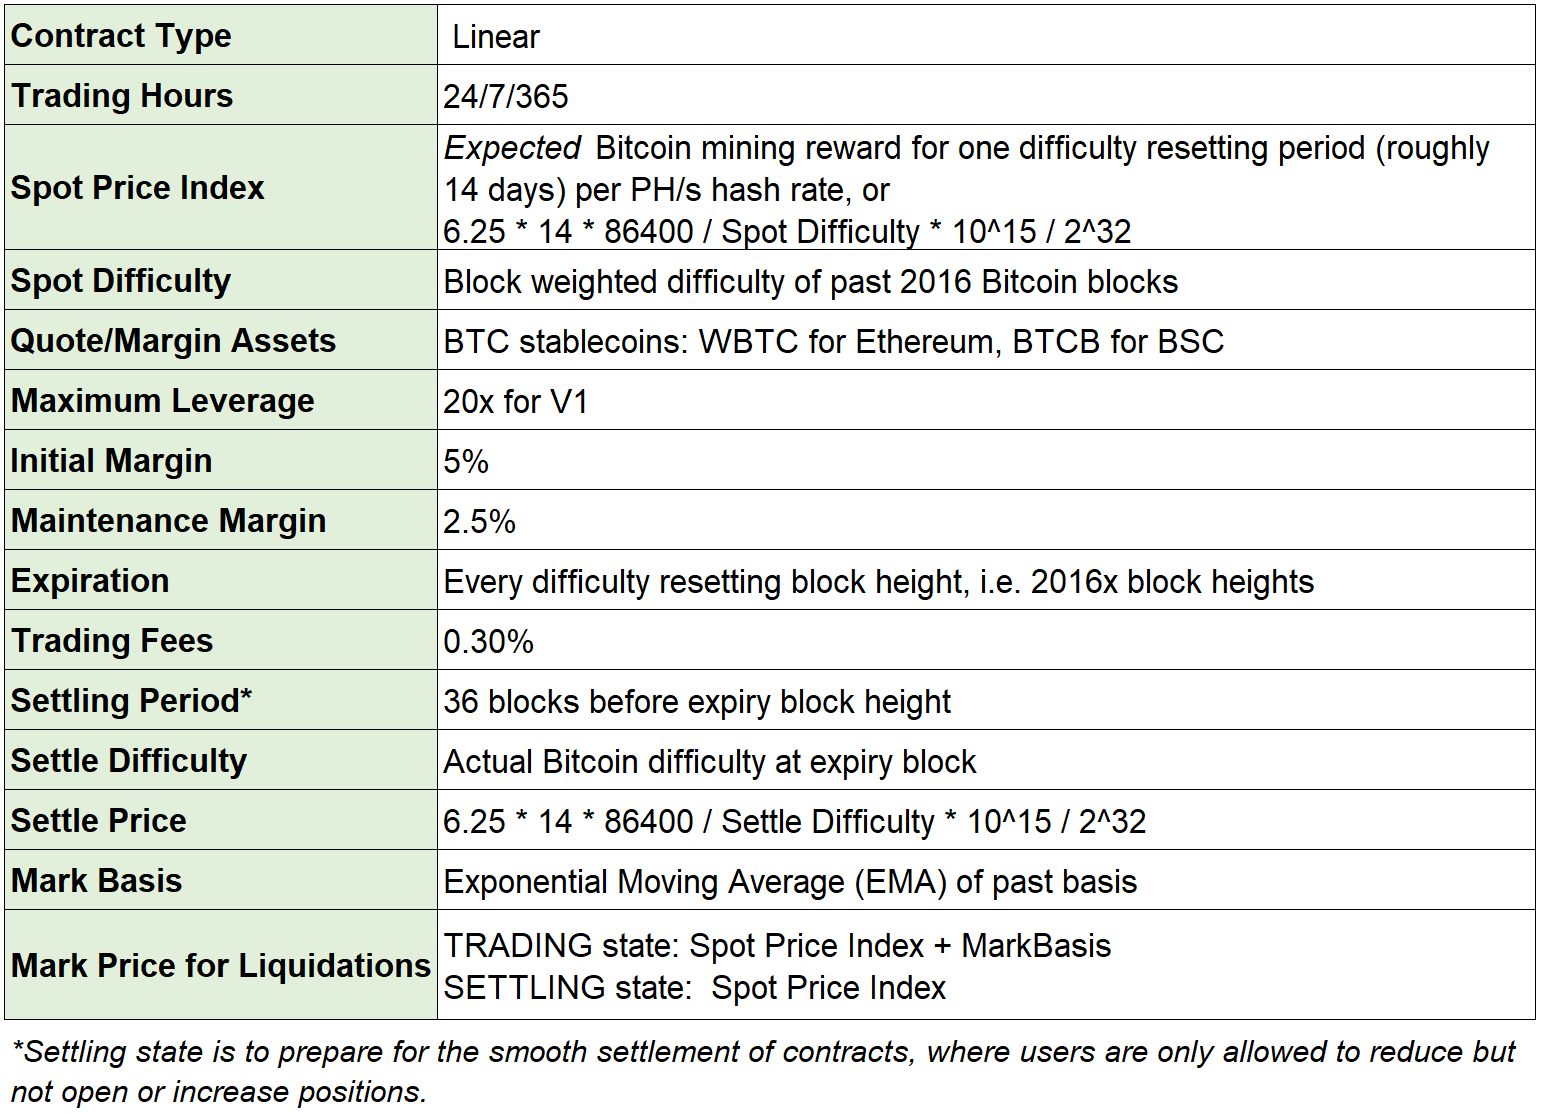 Contract Type Linear
Trading Hours 24/7/365
Spot Price Index Expected Bitcoin mining reward for one difficulty resetting period (roughly
14 days) per PH/s hash rate, or
6.25 * 14 * 86400 / Spot Difficulty * 10^15 / 2^32
Spot Difficulty Block weighted difficulty of past 2016 Bitcoin blocks
Quote/Margin Assets BTC stablecoins: WBTC for Ethereum, BTCB for BSC
Maximum Leverage 20x for V1
Initial Margin 5%
Maintenance Margin 2.5%
Expiration Every difficulty resetting block height, i.e. 2016x block heights
Trading Fees 0.30%
Settling Period* 36 blocks before expiry block height
Settle Difficulty Actual Bitcoin difficulty at expiry block
Settle Price 6.25 * 14 * 86400 / Settle Difficulty * 10^15 / 2^32
Mark Basis Exponential Moving Average (EMA) of past basis
Mark Price for Liquidations TRADING state: Spot Price Index + MarkBasis
SETTLING state: Spot Price Index
*Settling state is to prepare for the smooth settlement of contracts, where users are only allowed to reduce but
not open or increase positions.